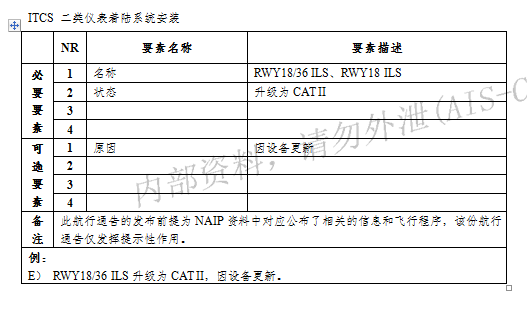 ITCS 二类仪表着陆系统安装
NR 要素名称 要素描述
必要要素
1 名称 RWY18/36 ILS、RWY18 ILS
2 状态 升级为 CAT II
3
4
可选要素
1 原因 因设备更新
2
3
4
备注 此航行通告的发布前提为 NAIP 资料中对应公布了相关的信息和飞行程序，该份航行
通告仅发挥提示性作用。
例：
E） RWY18/36 ILS 升级为 CAT II，因设备更新。
内部资料，请勿外泄(AIS-C